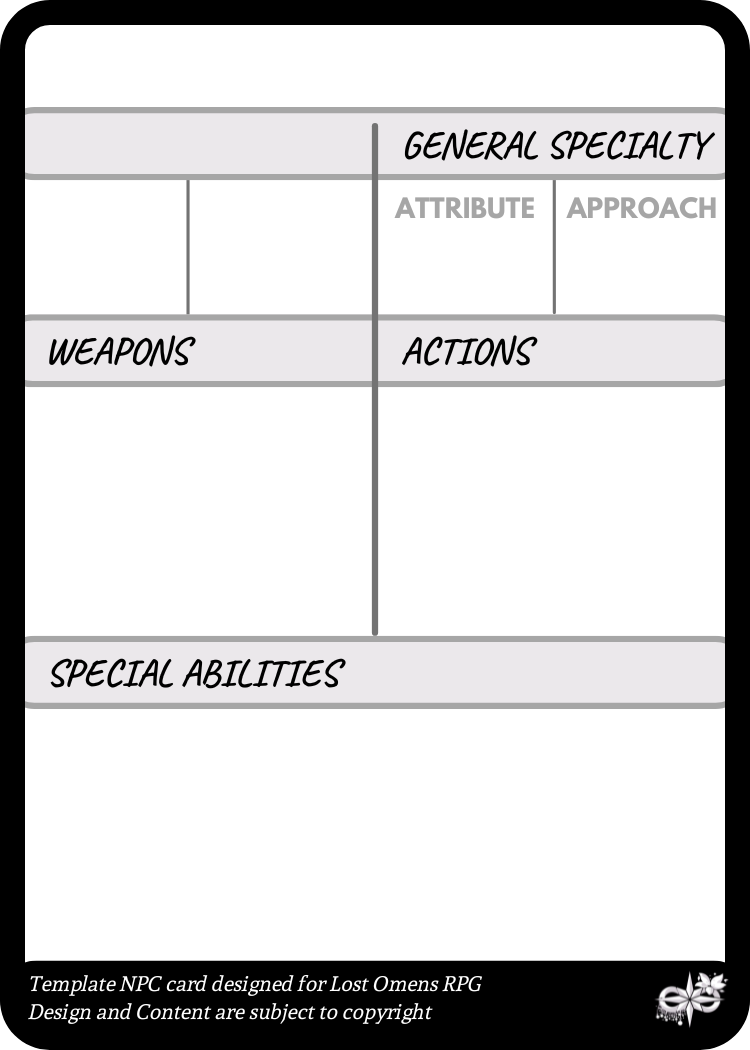 GENERAL SPECIALTY
ATTRIBUTE APPROACH
WEAPONS ACTIONS
SPECIAL ABILITIES
Template NPC card designed for Lost Omens RPG
Design and Content are subject to copyright